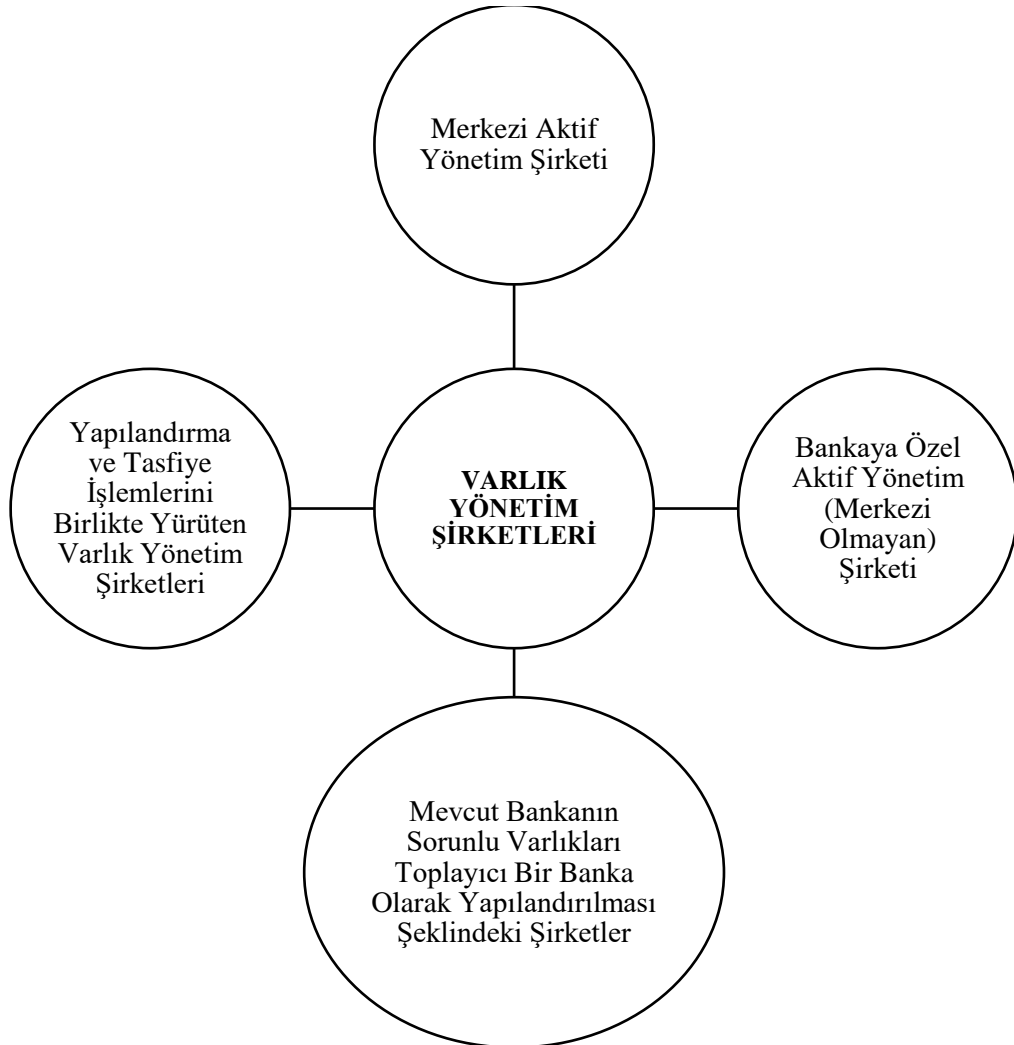 Merkezi Aktif
Yönetim Şirketi
Yapılandırma
ve Tasfiye
İşlemlerini
Birlikte Yürüten
Varlık Yönetim
Şirketleri
VARLIK
YÖNETİM
ŞİRKETLERİ
Bankaya Özel
Aktif Yönetim
(Merkezi
Olmayan)
Şirketi
Mevcut Bankanın
Sorunlu Varlıkları
Toplayıcı Bir Banka
Olarak Yapılandırılması
Şeklindeki Şirketler